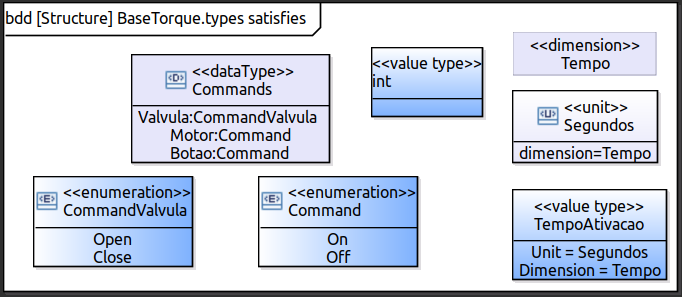 bdd [Structure] BaseTorque.types satisfies
<<dataType>>
Commands
Valvula:CommandValvula
Motor:Command
Botao:Command
<<value type>>
int
<<dimension>>
Tempo
<<unit>>
Segundos
dimension=Tempo
<<enumeration>>
CommandValvula
Open
Close
<<enumeration>>
Command
On
Off
<<value type>>
TempoAtivacao
Unit = Segundos
Dimension = Tempo